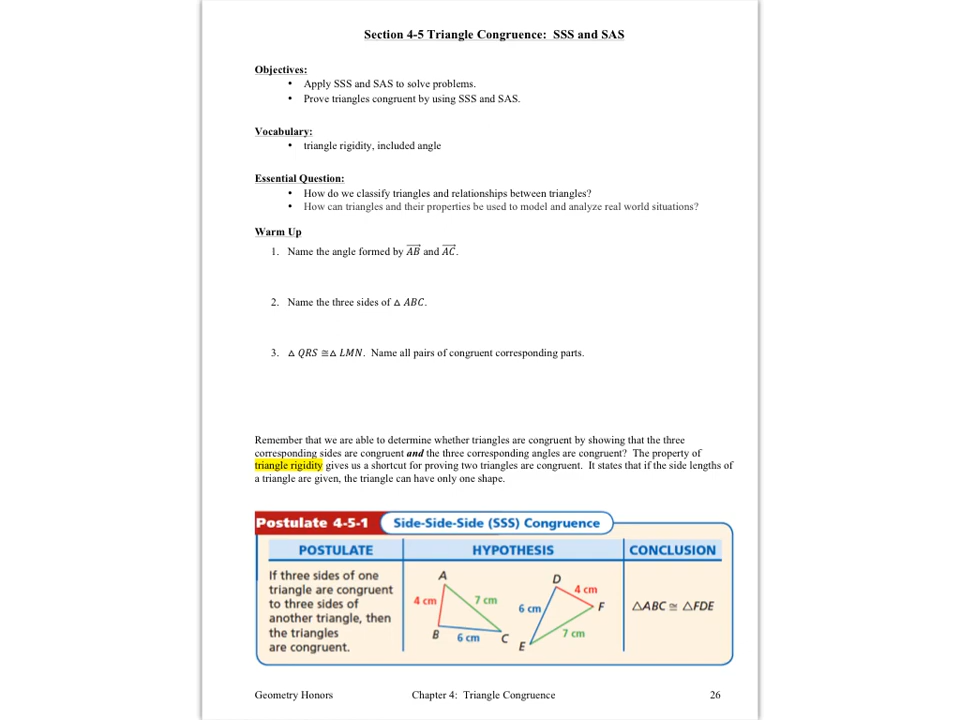 Section 4-5 Triangle Congruence: SSS and SAS
Objectives:
• Apply SSS and SAS to solve problems.
• Prove triangles congruent by using SSS and SAS.
Vocabulary:
• triangle rigidity, included angle
Essential Question:
• How do we classify triangles and relationships between triangles?
• How can triangles and their properties be used to model and analyze real world situations?
Warm Up
1. Name the angle formed by AB⃗ and AC⃗.
2. Name the three sides of △ ABC.
3. △ QRS ≅△ LMN. Name all pairs of congruent corresponding parts.
Remember that we are able to determine whether triangles are congruent by showing that the three
corresponding sides are congruent and the three corresponding angles are congruent? The property of
triangle rigidity gives us a shortcut for proving two triangles are congruent. It states that if the side lengths of
a triangle are given, the triangle can have only one shape.
Postulate 4-5-1 Side-Side-Side (SSS) Congruence
POSTULATE HYPOTHESIS CONCLUSION
If three sides of one
triangle are congruent
to three sides of
another triangle, then
the triangles
are congruent.
A
4 cm
7 cm
B
6 cm
C
D
4 cm
6 cm
F
7 cm
E
△ABC ≅ △FDE
Geometry Honors Chapter 4: Triangle Congruence 26